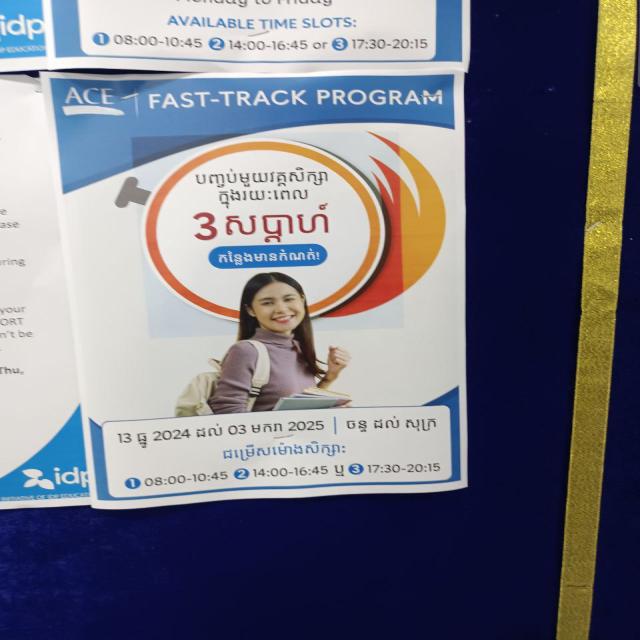 AVAILABLE TIME SLOTS:
1 08:00-10:45 2 14:00-16:45 or 3 17:30-20:15
idp
ACE | FAST-TRACK PROGRAM
បញ្ចប់មួយវគ្គសិក្សា
ក្នុងរយៈពេល
3សប្តាហ៍
កន្លែងមានកំណត់!
13 ធ្នូ 2024 ដល់ 03 មករា 2025 | ចន្ទ ដល់ សុក្រ
ជម្រើសម៉ោងសិក្សា:
1 08:00-10:45 2 14:00-16:45 ឬ 3 17:30-20:15
your
Thu,
idp